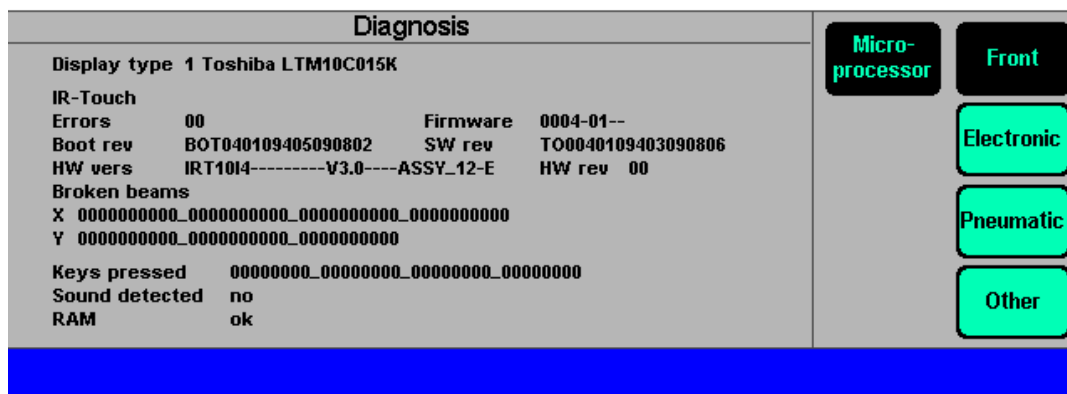 Diagnosis
Display type 1 Toshiba LTM10C015K
IR-Touch
Errors 00 Firmware 0004-01--
Boot rev BOT040109405090802 SW rev TO0040109403090806
HW vers IRT10I4---------V3.0----ASSY_12-E HW rev 00
Broken beams
X 0000000000_0000000000_0000000000_0000000000
Y 0000000000_0000000000_0000000000
Keys pressed 00000000_00000000_00000000_00000000
Sound detected no
RAM ok
Micro-
processor
Front
Electronic
Pneumatic
Other